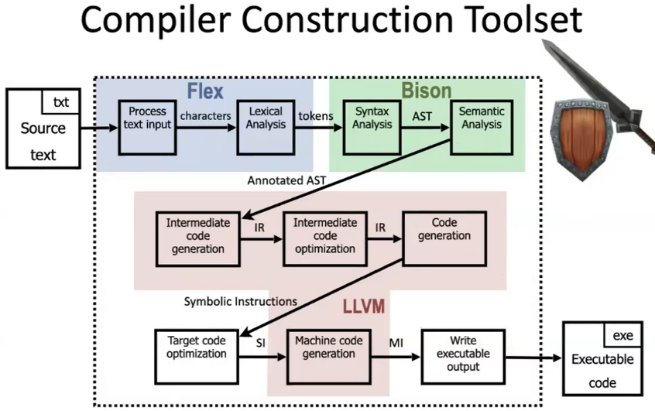 Compiler Construction Toolset
Flex
Bison
txt
Source
text
Process
text input
characters
Lexical
Analysis
tokens
Syntax
Analysis
AST
Semantic
Analysis
Annotated AST
Intermediate
code
generation
IR
Intermediate
code
optimization
IR
Code
generation
Symbolic Instructions
LLVM
Target code
optimization
SI
Machine code
generation
MI
Write
executable
output
exe
Executable
code